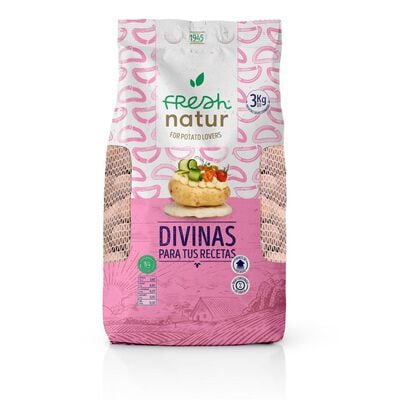 1945
FResh
natur
FOR POTATO LOVERS
3Kg
DIVINAS
PARA TUS RECETAS